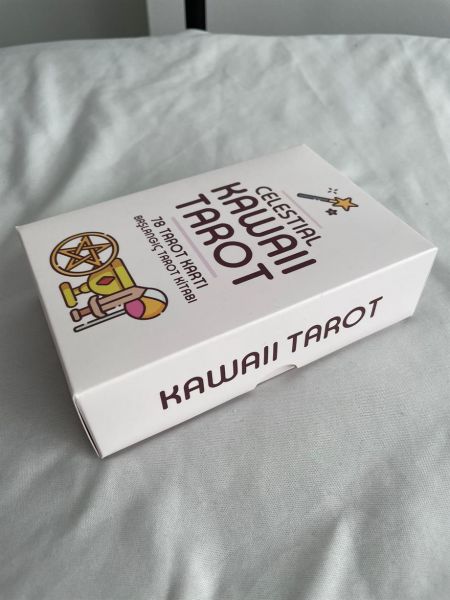 CELESTIAL
KAWAII
TAROT
78 TAROT KARTI
BAŞLANGIÇ TAROT KİTABI
KAWAII TAROT